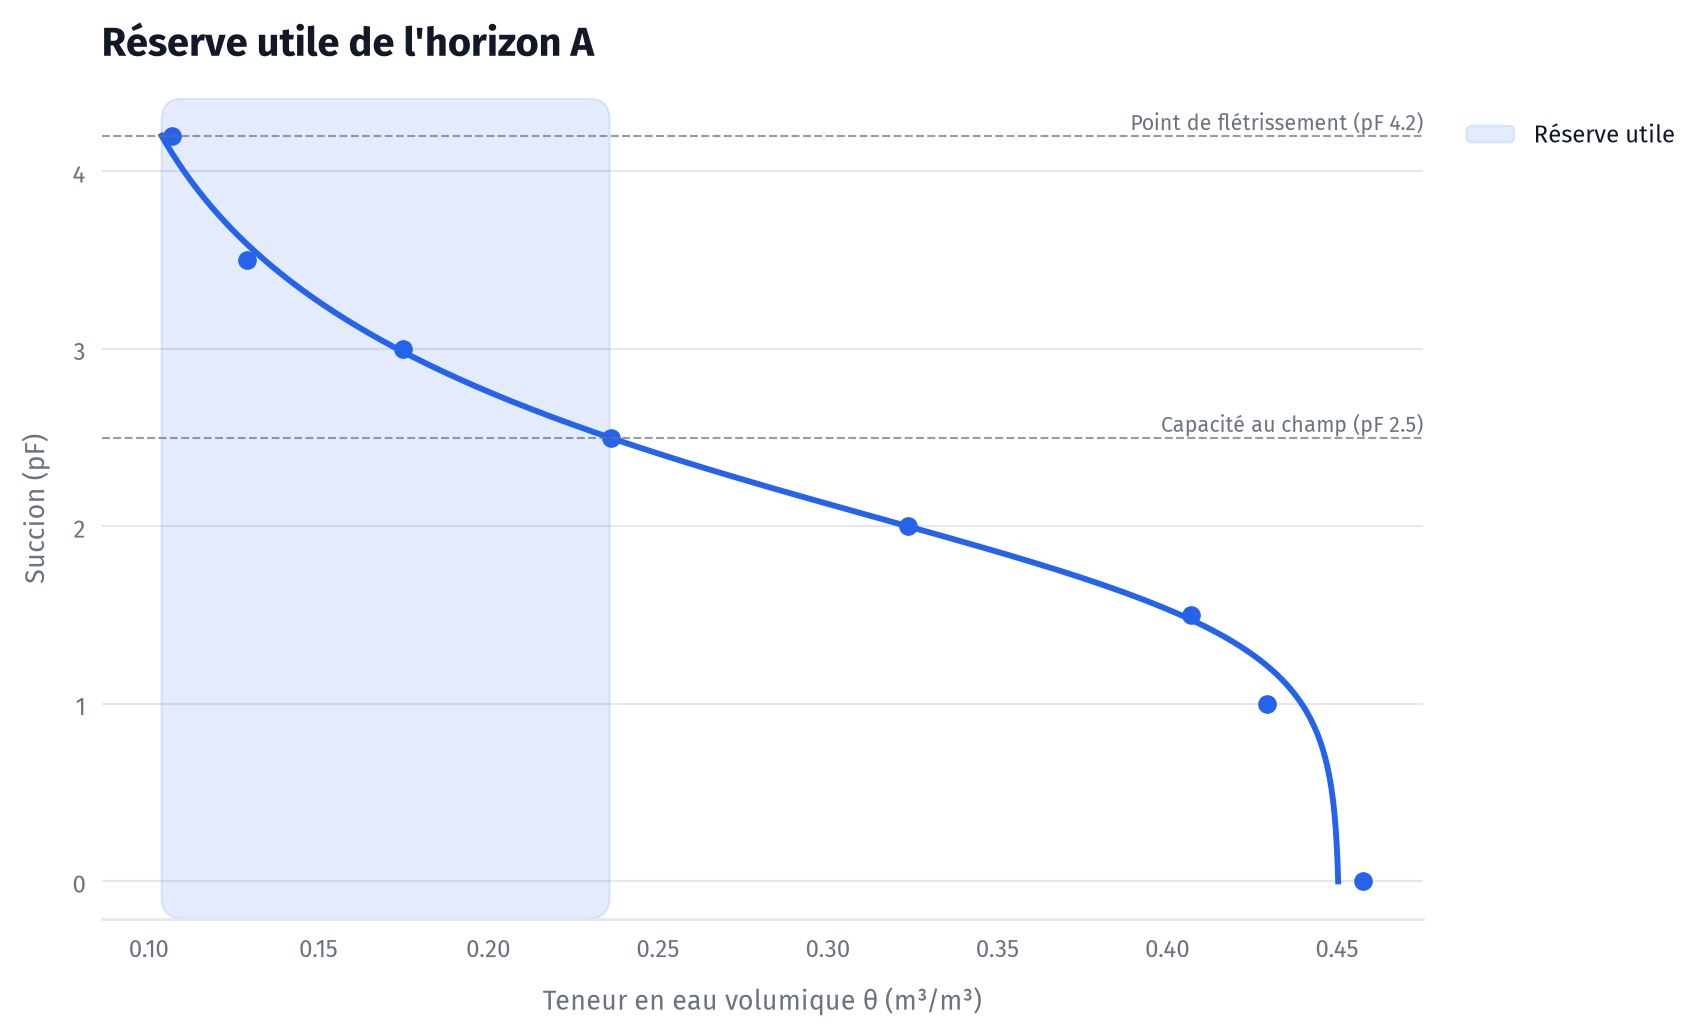 Réserve utile de l'horizon A
Point de flétrissement (pF 4.2)
Réserve utile
4
3
Capacité au champ (pF 2.5)
2
1
0
Succion (pF)
0.10 0.15 0.20 0.25 0.30 0.35 0.40 0.45
Teneur en eau volumique θ (m³/m³)